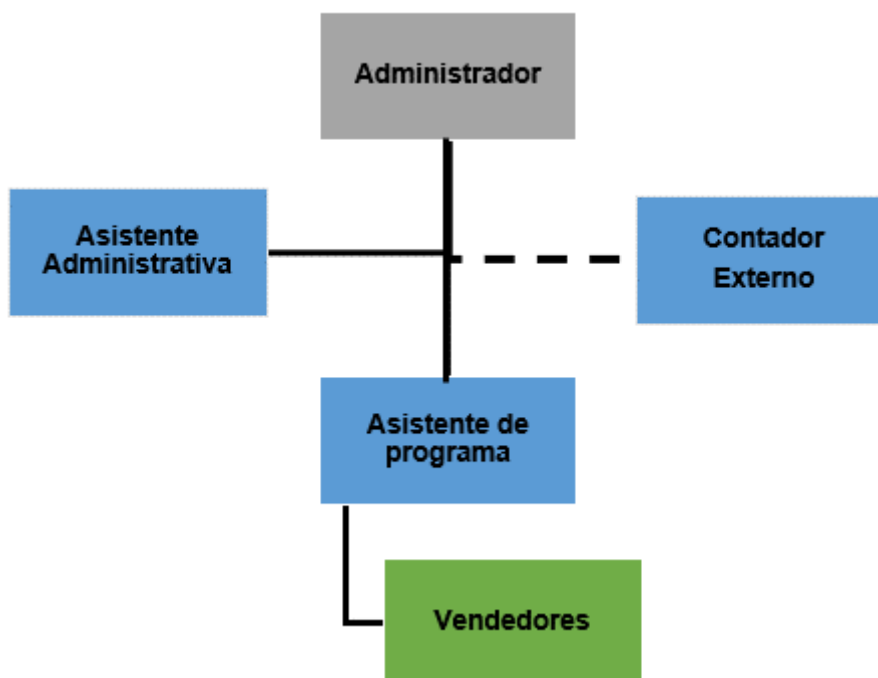 Administrador
Asistente
Administrativa
Contador
Externo
Asistente de
programa
Vendedores